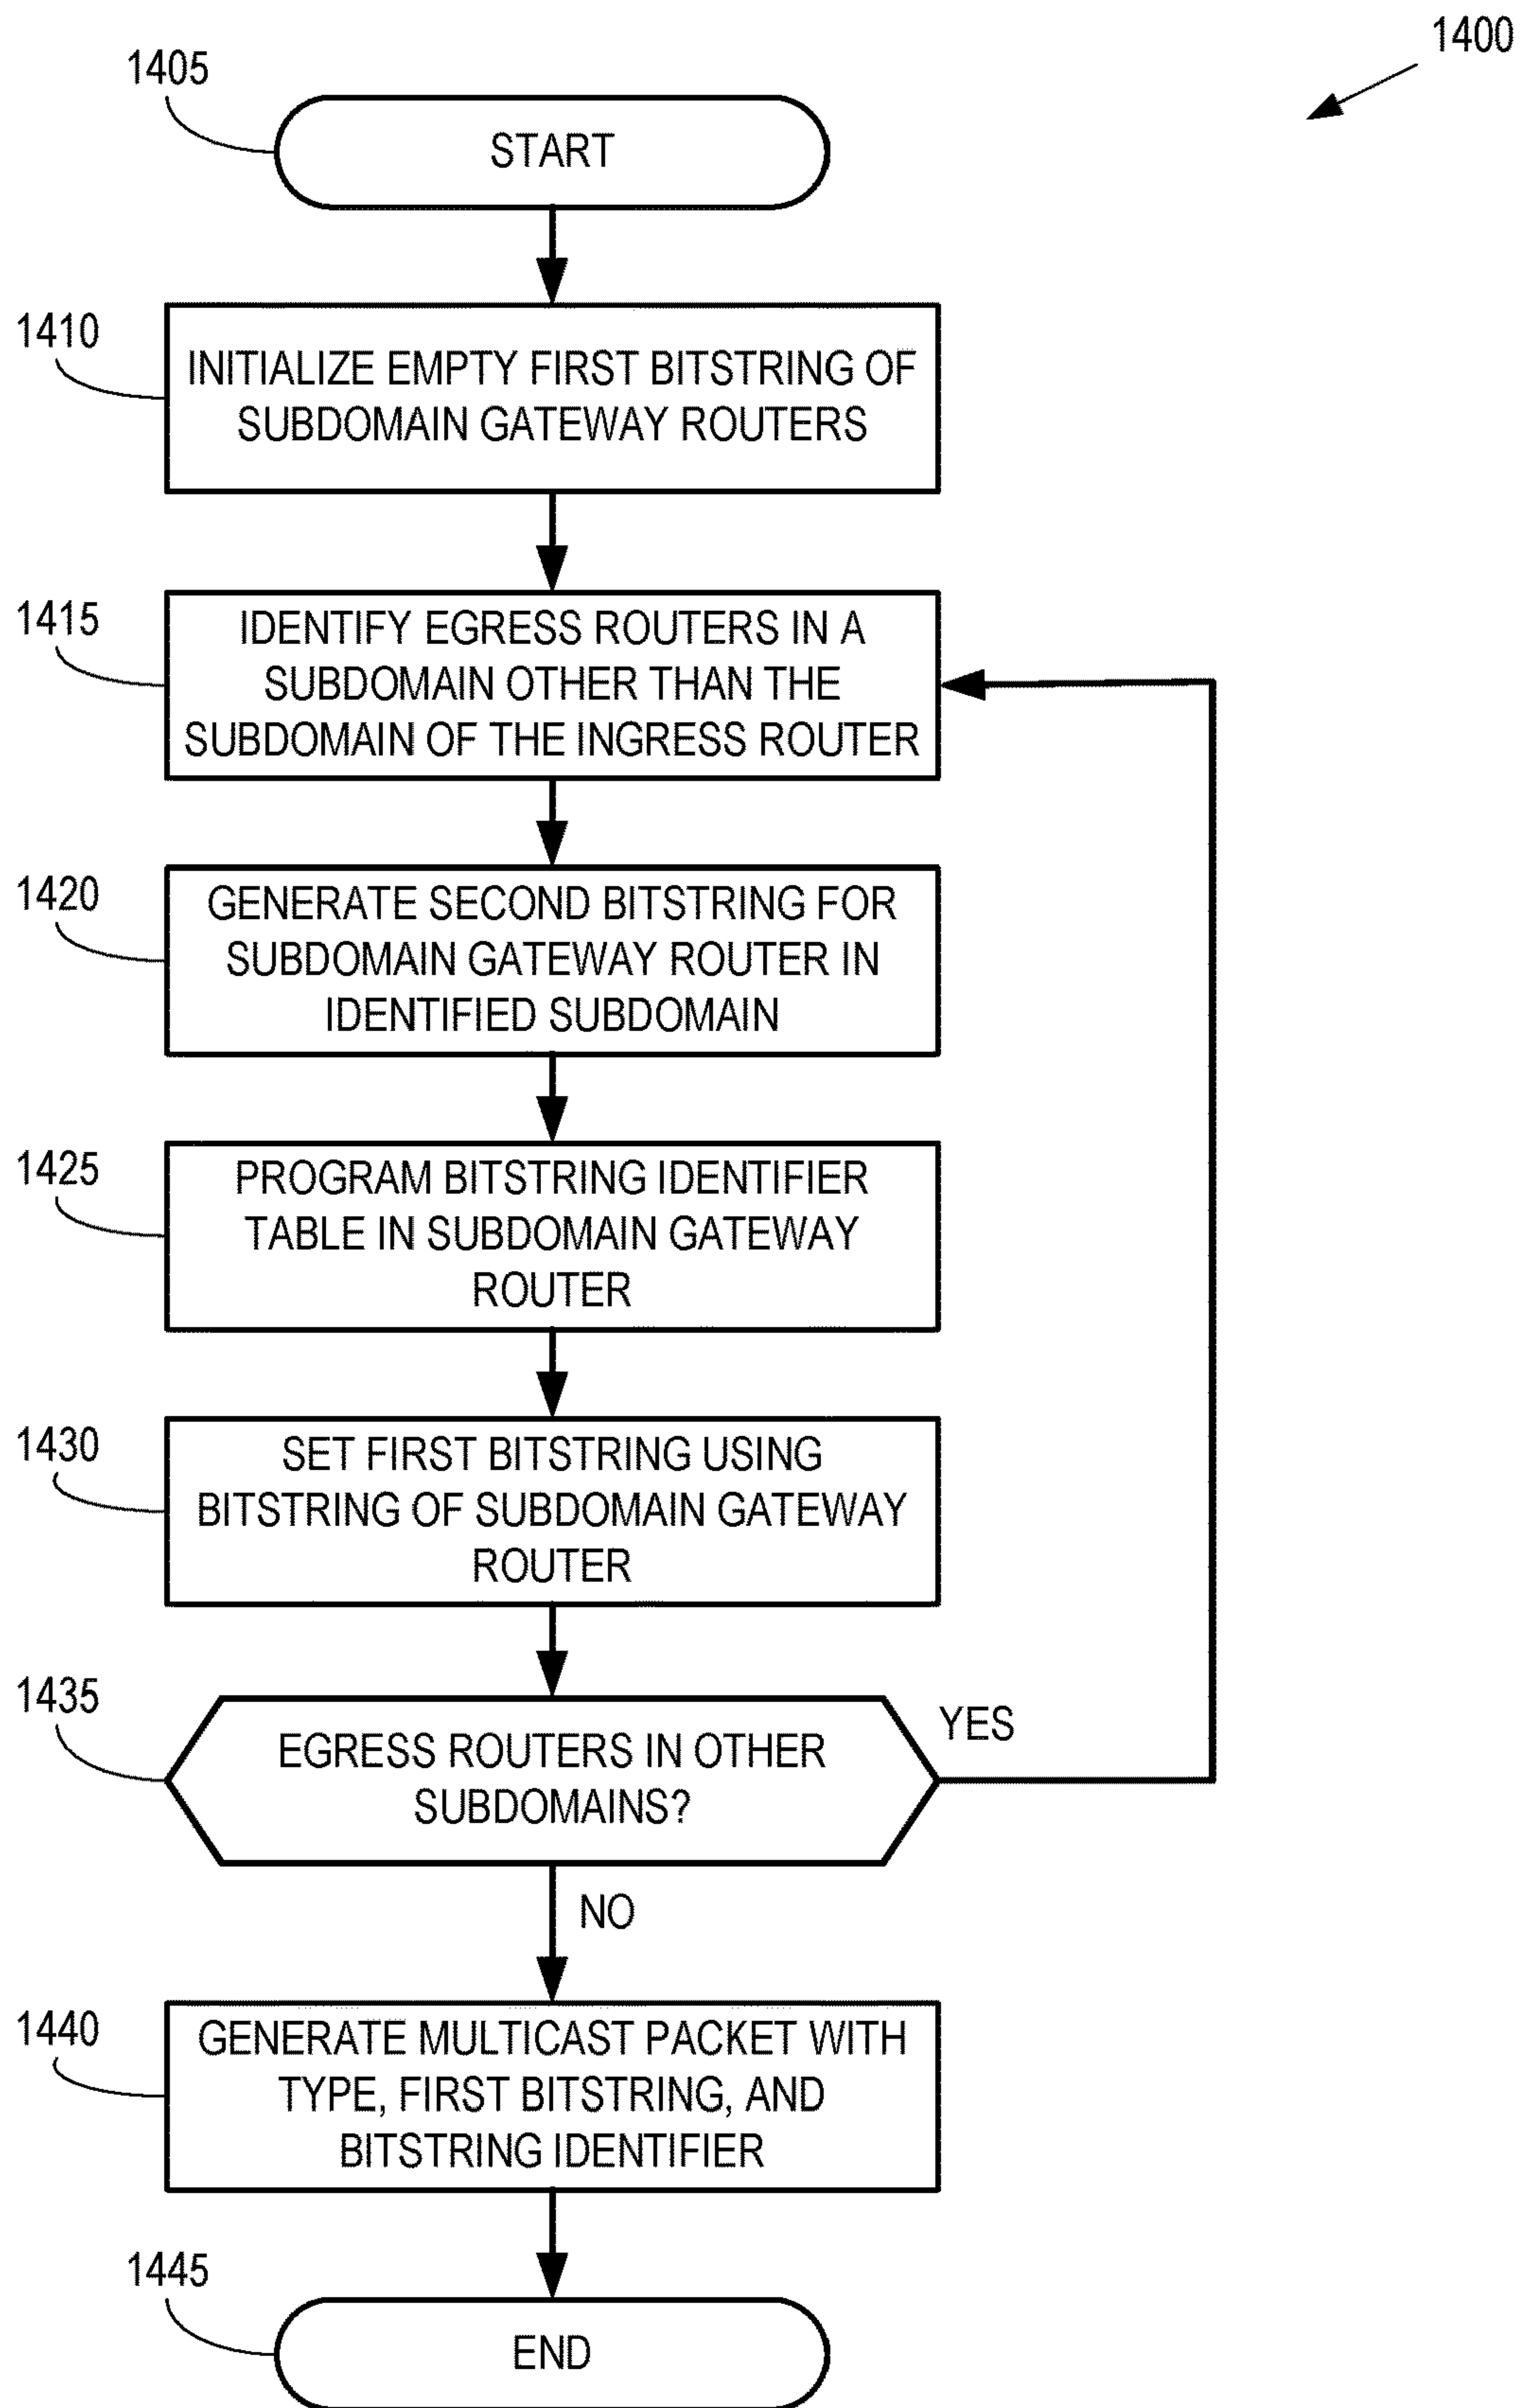 1400
1405
START
1410
INITIALIZE EMPTY FIRST BITSTRING OF
SUBDOMAIN GATEWAY ROUTERS
1415
IDENTIFY EGRESS ROUTERS IN A
SUBDOMAIN OTHER THAN THE
SUBDOMAIN OF THE INGRESS ROUTER
1420
GENERATE SECOND BITSTRING FOR
SUBDOMAIN GATEWAY ROUTER IN
IDENTIFIED SUBDOMAIN
1425
PROGRAM BITSTRING IDENTIFIER
TABLE IN SUBDOMAIN GATEWAY
ROUTER
1430
SET FIRST BITSTRING USING
BITSTRING OF SUBDOMAIN GATEWAY
ROUTER
1435
EGRESS ROUTERS IN OTHER
SUBDOMAINS?
YES
NO
1440
GENERATE MULTICAST PACKET WITH
TYPE, FIRST BITSTRING, AND
BITSTRING IDENTIFIER
1445
END